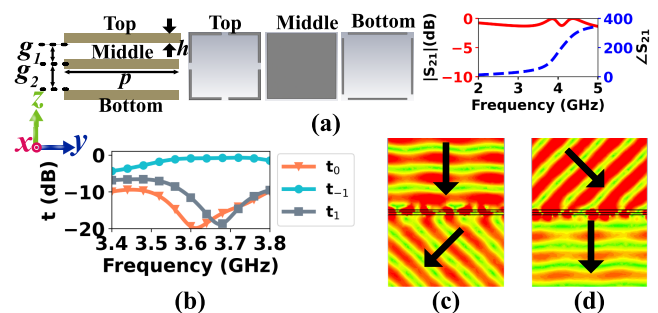 Top
g1
Middle
h
g2
p
Bottom
z
x
y
Top
Middle
Bottom
|S21|(dB)
0
−5
−10
2
3
4
5
Frequency (GHz)
400
200
0
∠S21
(a)
t (dB)
0
−10
−20
3.4
3.5
3.6
3.7
3.8
Frequency (GHz)
t0
t−1
t1
(b)
(c)
(d)